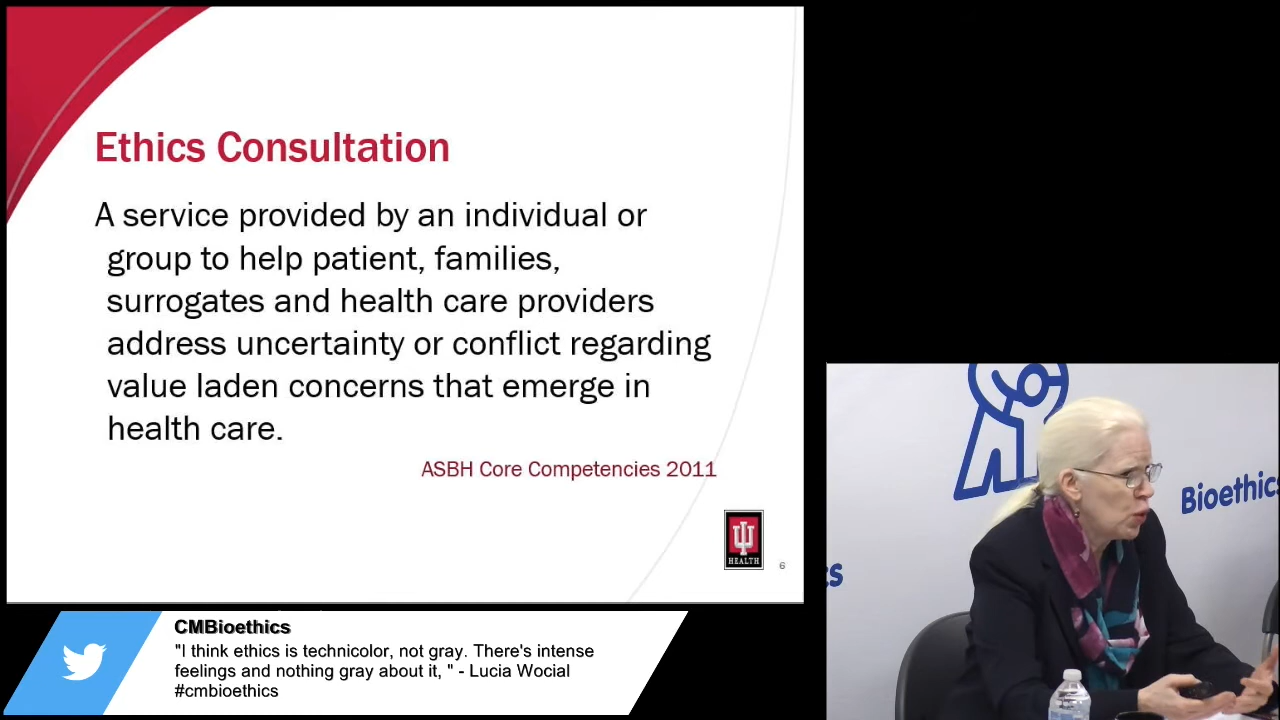 Ethics Consultation
A service provided by an individual or
group to help patient, families,
surrogates and health care providers
address uncertainty or conflict regarding
value laden concerns that emerge in
health care.
ASBH Core Competencies 2011
HEALTH
6
Bioethics
cs
CMBioethics
"I think ethics is technicolor, not gray. There's intense
feelings and nothing gray about it, " - Lucia Wocial
#cmbioethics